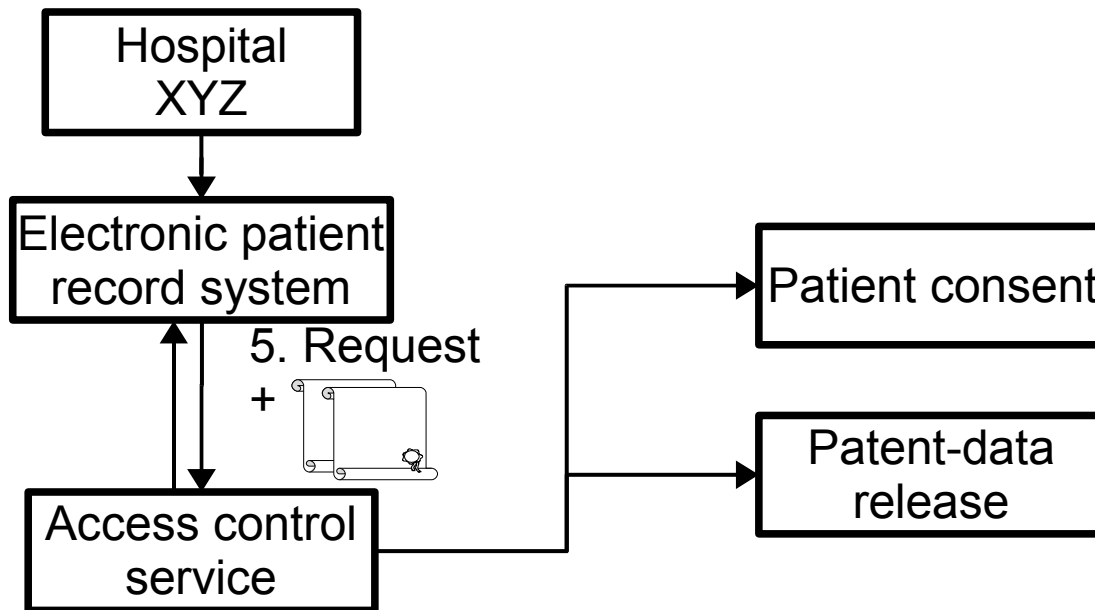 Hospital
XYZ
Electronic patient
record system
5. Request
+
Access control
service
Patient consent
Patent-data
release